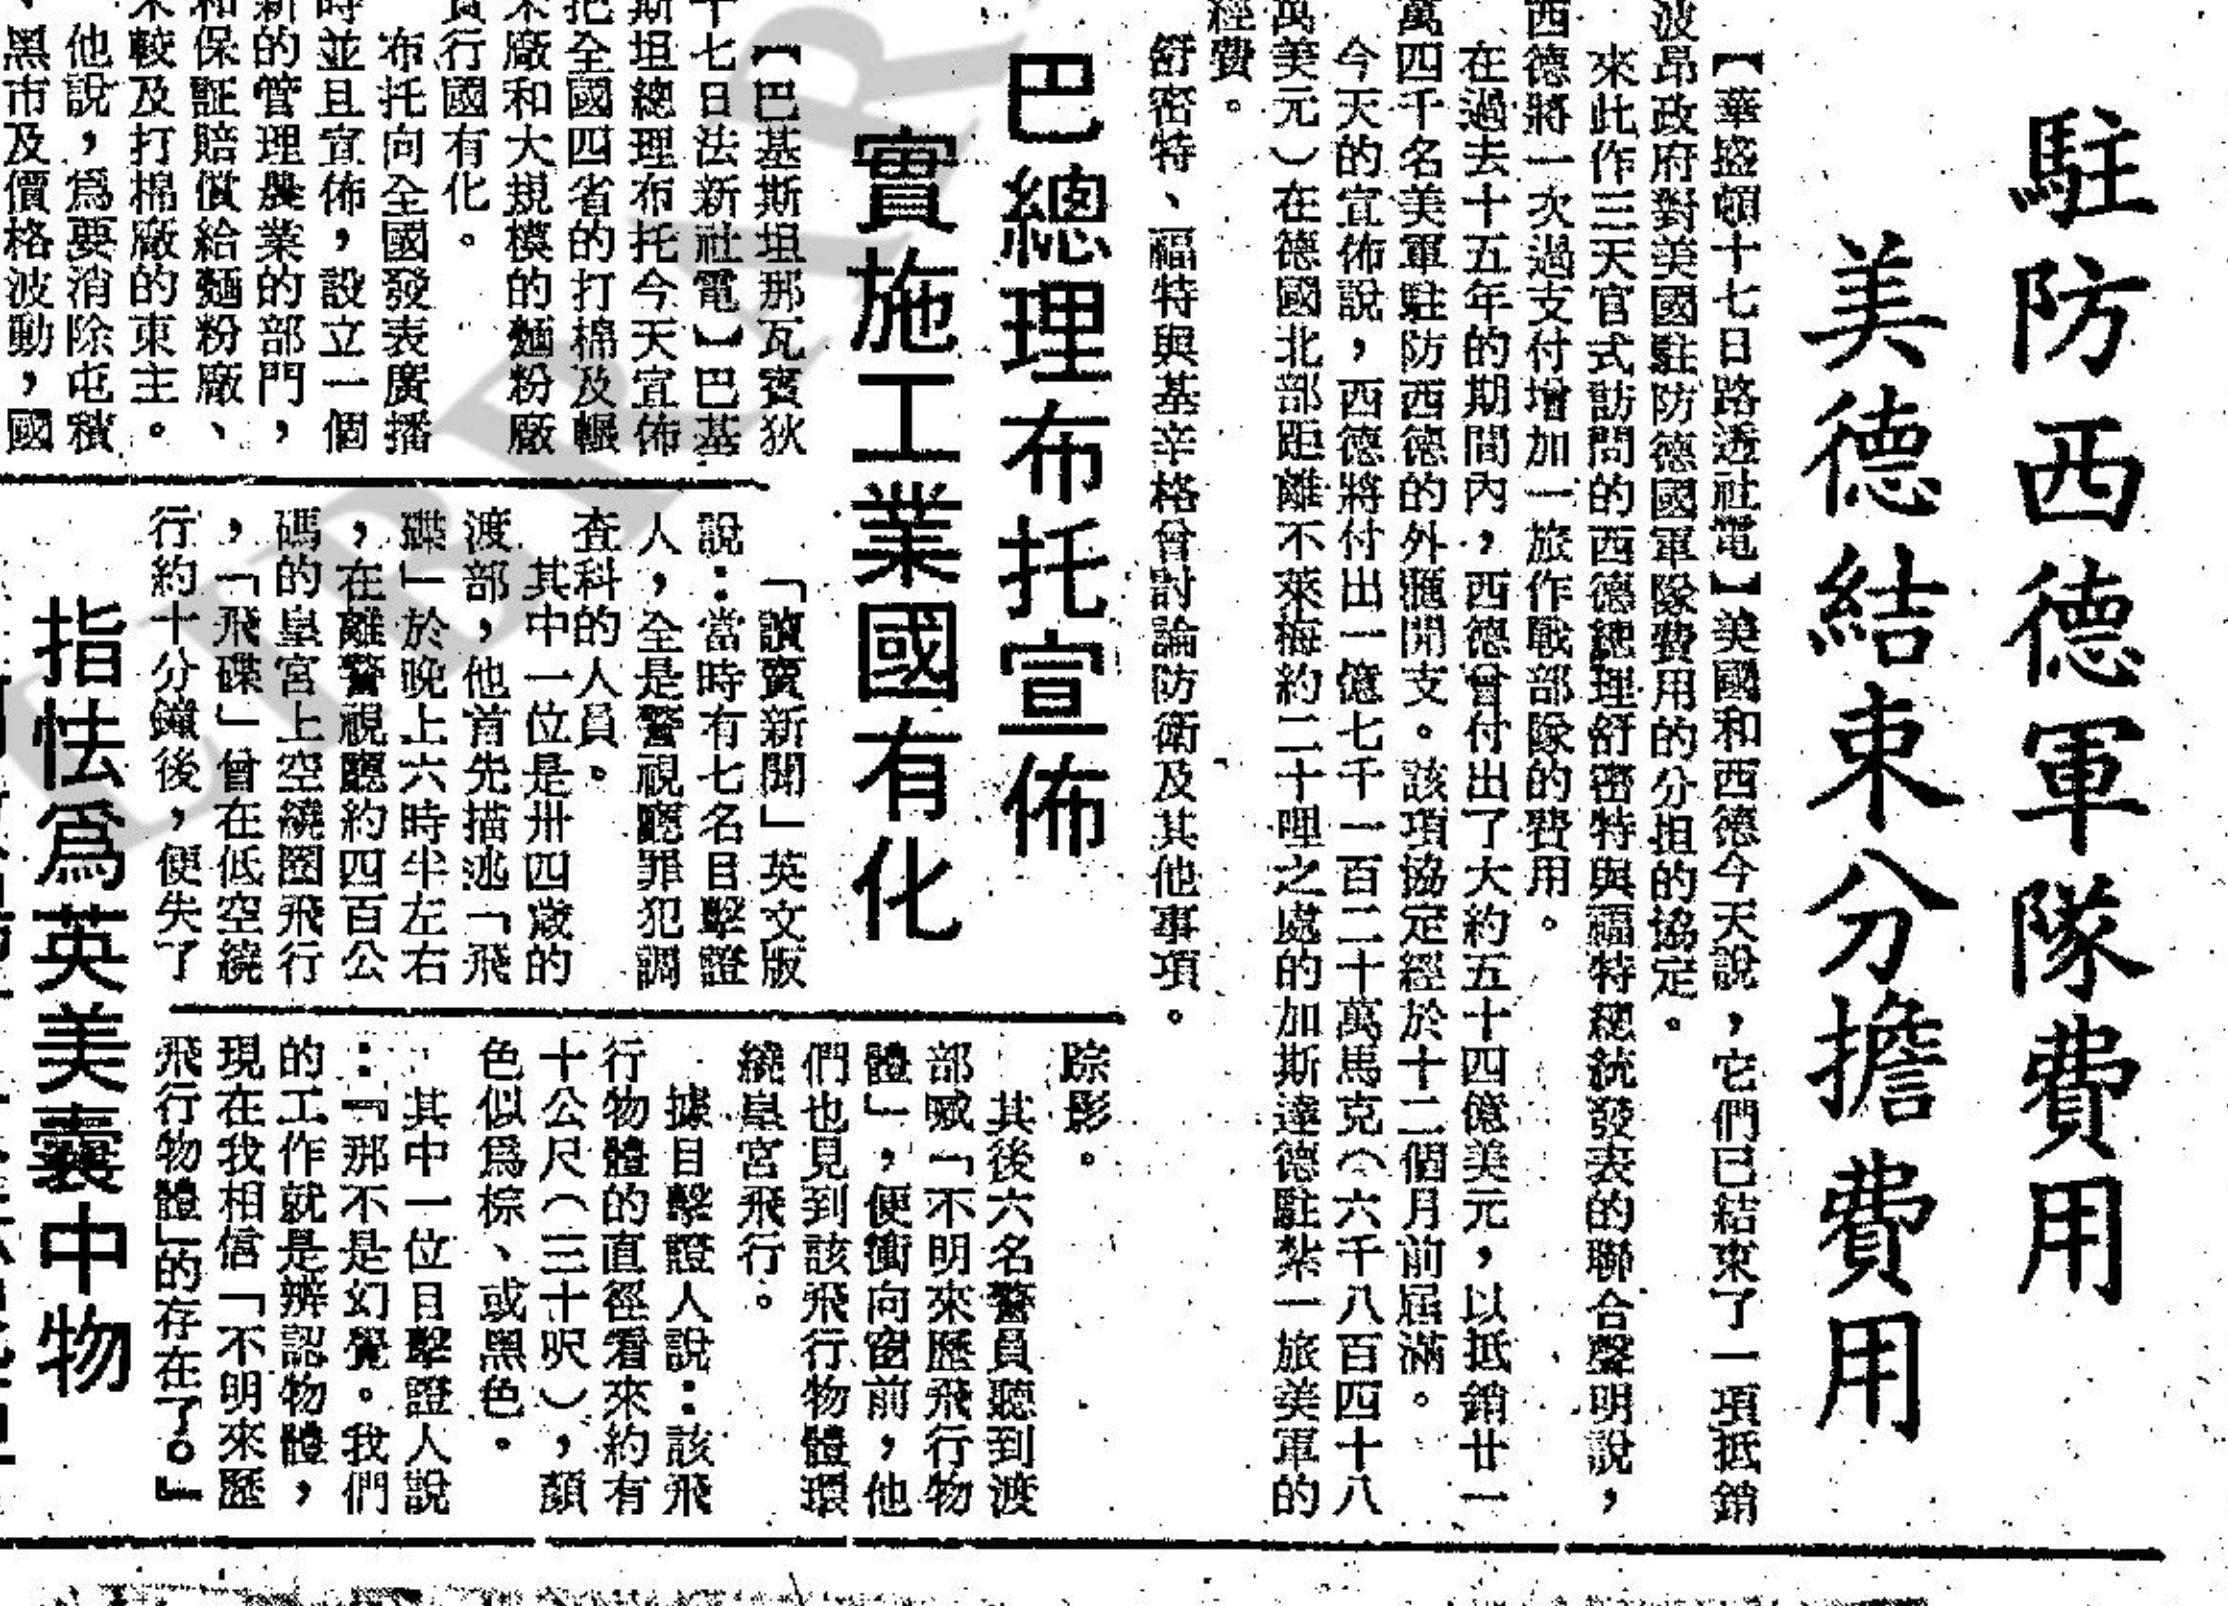 駐防西德軍隊費用
美德結束分擔費用
【華盛頓十七日路透社電】美國和西德今天說，它們已結束了一項抵銷
波昂政府對美國駐防德國軍隊費用的分担的協定。
來此作三天官式訪問的西德總理舒密特與福特總統發表的聯合聲明說，
西德將一次過支付增加一旅作戰部隊的費用。
在過去十五年的期間內，西德曾付出了大約五十四億美元，以抵銷廿一
萬四千名美軍駐防西德的外匯開支。該項協定經於十二個月前屆滿。
今天的宣佈說，西德將付出一億七千一百二十萬馬克（六千八百四十八
萬美元）在德國北部距離不萊梅約二十哩之處的加斯達德駐紮一旅美軍的
經費。
舒密特、福特與基辛格曾討論防衛及其他事項。
巴總理布托宣佈
實施工業國有化
【巴基斯坦那瓦賓狄
十七日法新社電】巴基
斯坦總理布托今天宣佈
把全國四省的打棉及輾
米廠和大規模的麵粉廠
實行國有化。
布托向全國發表廣播
時並且宣佈，設立一個
新的管理農業的部門，
和保証賠償給麵粉廠、
米較及打棉廠的東主。
他說，爲要消除屯積
、黑市及價格波動，國
「讀賣新聞」英文版
說：當時有七名目擊證
人，全是警視廳罪犯調
查科的人員。
其中一位是卅四歲的
渡部，他首先描述「飛
碟」於晚上六時半左右
，在離警視廳約四百公
碼的皇宮上空繞圈飛行
，「飛碟」曾在低空繞
行約十分鐘後，便失了
踪影。
其後六名警員聽到渡
部喊「不明來歷飛行物
體」，便衝向窗前，他
們也見到該飛行物體環
繞皇宮飛行。
據目擊證人說：該飛
行物體的直徑看來約有
十公尺（三十呎），顏
色似爲棕、或黑色。
其中一位目擊證人說
：『那不是幻覺。我們
的工作就是辨認物體，
現在我相信「不明來歷
飛行物體」的存在了。』
指怯爲英美囊中物